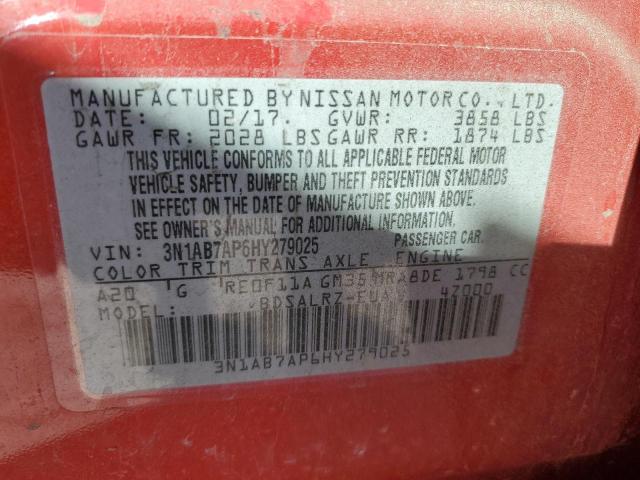 MANUFACTURED BY NISSAN MOTOR CO., LTD.
DATE: 02/17. GVWR: 3858 LBS
GAWR FR: 2028 LBS GAWR RR: 1874 LBS
THIS VEHICLE CONFORMS TO ALL APPLICABLE FEDERAL MOTOR
VEHICLE SAFETY, BUMPER AND THEFT PREVENTION STANDARDS
IN EFFECT ON THE DATE OF MANUFACTURE SHOWN ABOVE.
SEE OWNER'S MANUAL FOR ADDITIONAL INFORMATION.
VIN: 3N1AB7AP6HY279025 PASSENGER CAR.
COLOR TRIM TRANS AXLE ENGINE
A20 G RE0F11A 1798 CC
MODEL: BDSALRZ-EUA 47000
3N1AB7AP6HY279025